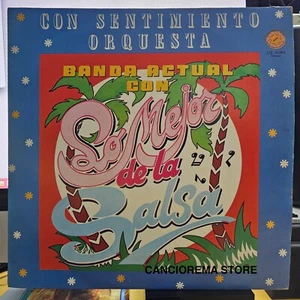 CON SENTIMIENTO
ORQUESTA
BANDA ACTUAL
CON
Lo Mejor
de la
Salsa
CANCIOREMA STORE